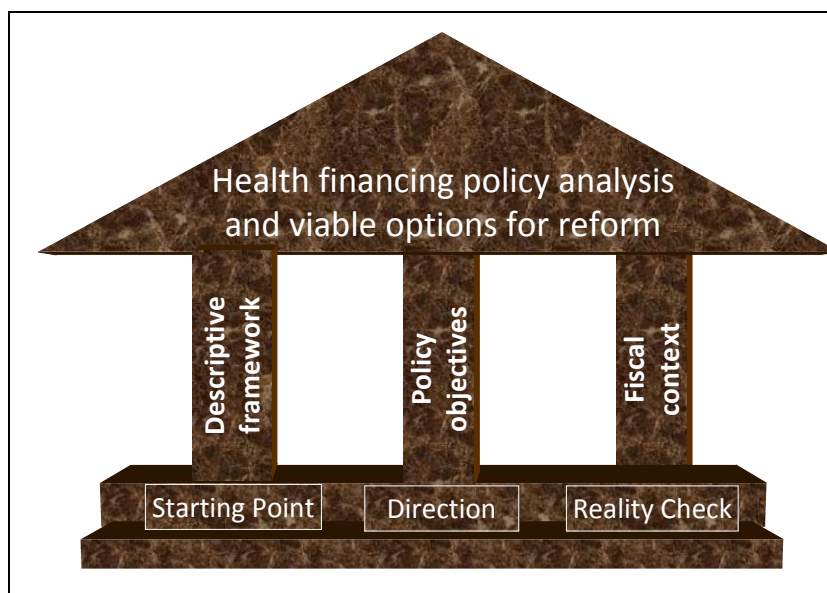 Health financing policy analysis
and viable options for reform
Descriptive
framework
Policy
objectives
Fiscal
context
Starting Point
Direction
Reality Check